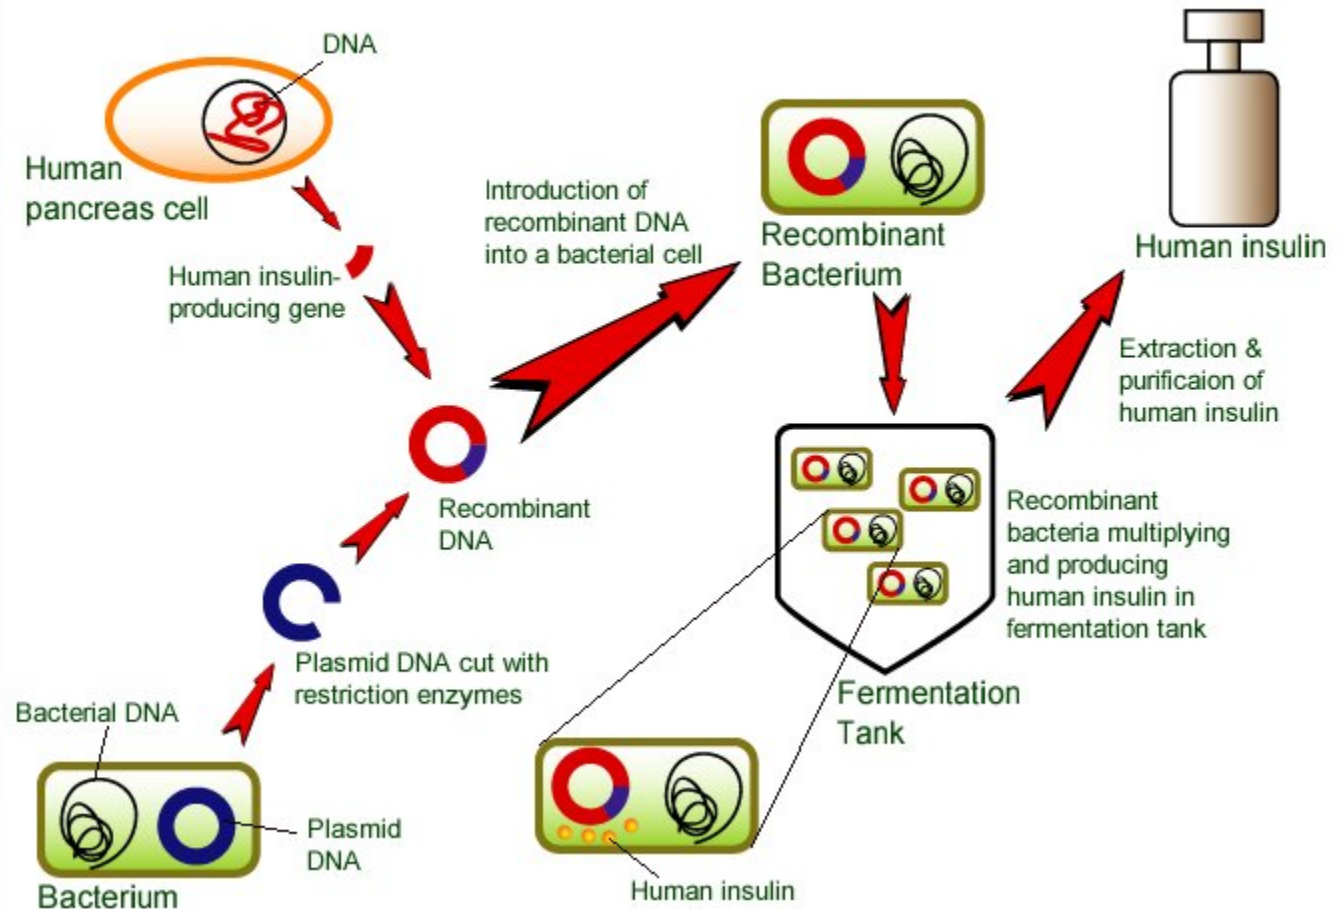 DNA
Human
pancreas cell
Human insulin-
producing gene
Introduction of
recombinant DNA
into a bacterial cell
Recombinant
Bacterium
Human insulin
Extraction &
purificaion of
human insulin
Recombinant
DNA
Recombinant
bacteria multiplying
and producing
human insulin in
fermentation tank
Plasmid DNA cut with
restriction enzymes
Fermentation
Tank
Bacterial DNA
Plasmid
DNA
Bacterium
Human insulin